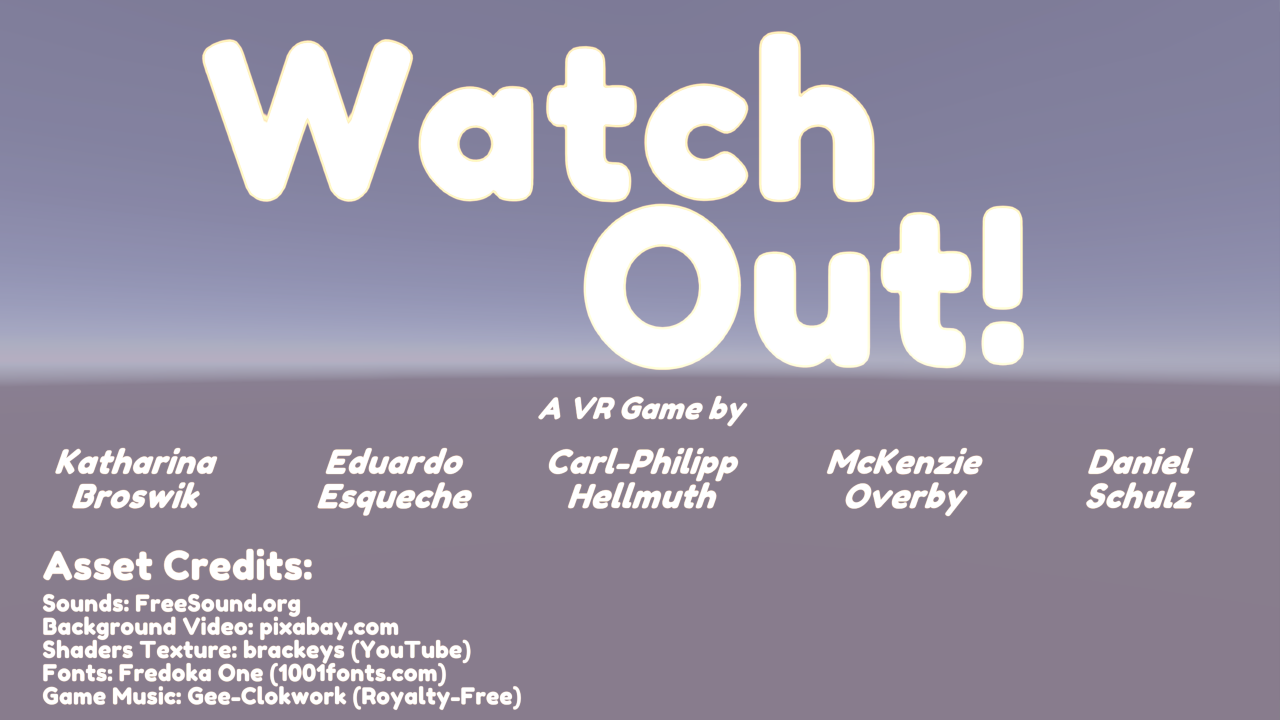 Watch
Out!
A VR Game by
Katharina Broswik
Eduardo Esqueche
Carl-Philipp Hellmuth
McKenzie Overby
Daniel Schulz
Asset Credits:
Sounds: FreeSound.org
Background Video: pixabay.com
Shaders Texture: brackeys (YouTube)
Fonts: Fredoka One (1001fonts.com)
Game Music: Gee-Clokwork (Royalty-Free)